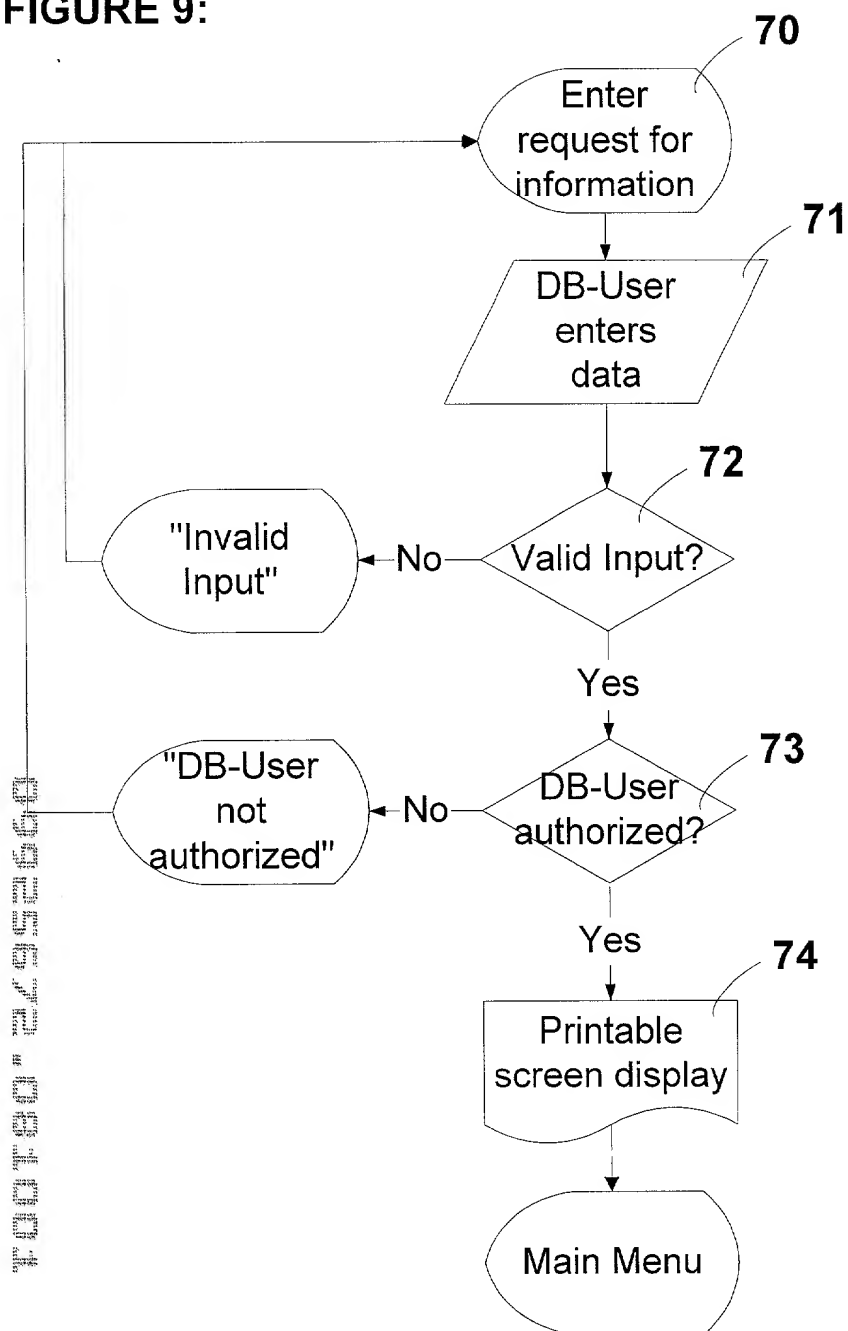 FIGURE 9:
70
Enter
request for
information
71
DB-User
enters
data
72
Valid Input?
No
"Invalid
Input"
Yes
73
DB-User
authorized?
No
"DB-User
not
authorized"
Yes
74
Printable
screen display
Main Menu